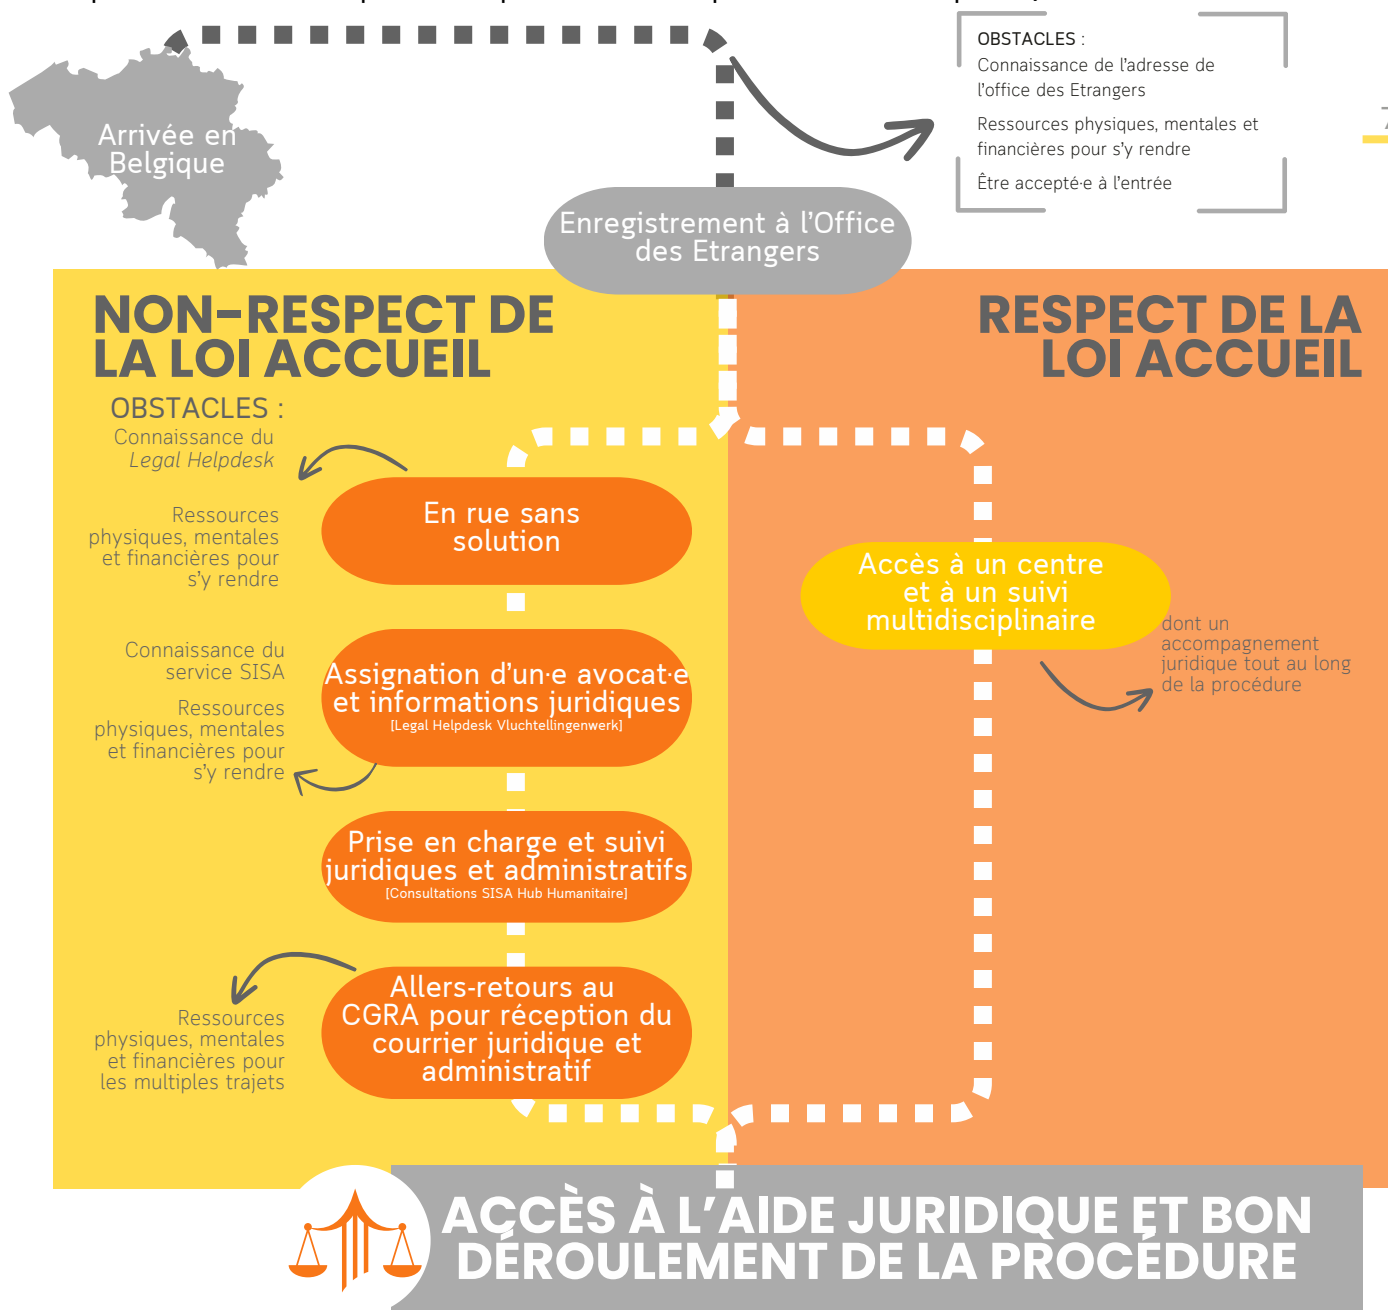 Arrivée en
Belgique
OBSTACLES :
Connaissance de l'adresse de
l'office des Etrangers
Ressources physiques, mentales et
financières pour s'y rendre
Être accepté·e à l'entrée
Enregistrement à l'Office
des Etrangers
NON-RESPECT DE
LA LOI ACCUEIL
RESPECT DE LA
LOI ACCUEIL
OBSTACLES :
Connaissance du
Legal Helpdesk
Ressources
physiques, mentales
et financières pour
s'y rendre
En rue sans
solution
Accès à un centre
et à un suivi
multidisciplinaire
dont un
accompagnement
juridique tout au long
de la procédure
Connaissance du
service SISA
Ressources
physiques, mentales
et financières pour
s'y rendre
Assignation d'un·e avocat·e
et informations juridiques
[Legal Helpdesk Vluchtellingenwerk]
Prise en charge et suivi
juridiques et administratifs
[Consultations SISA Hub Humanitaire]
Allers-retours au
CGRA pour réception du
courrier juridique et
administratif
Ressources
physiques, mentales
et financières pour
les multiples trajets
ACCÈS À L'AIDE JURIDIQUE ET BON
DÉROULEMENT DE LA PROCÉDURE